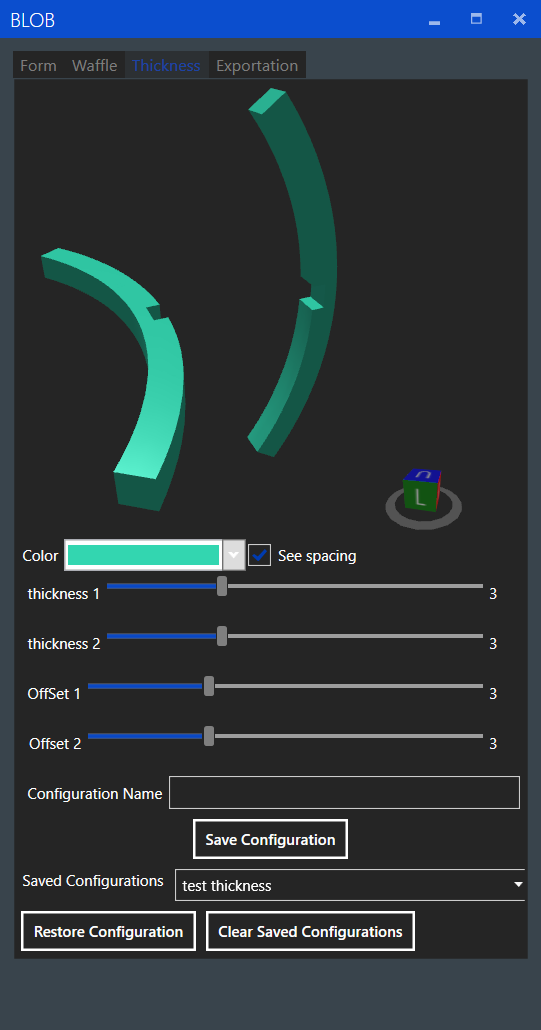 BLOB
Form Waffle Thickness Exportation
L
Color See spacing
thickness 1 3
thickness 2 3
OffSet 1 3
Offset 2 3
Configuration Name
Save Configuration
Saved Configurations test thickness
Restore Configuration Clear Saved Configurations